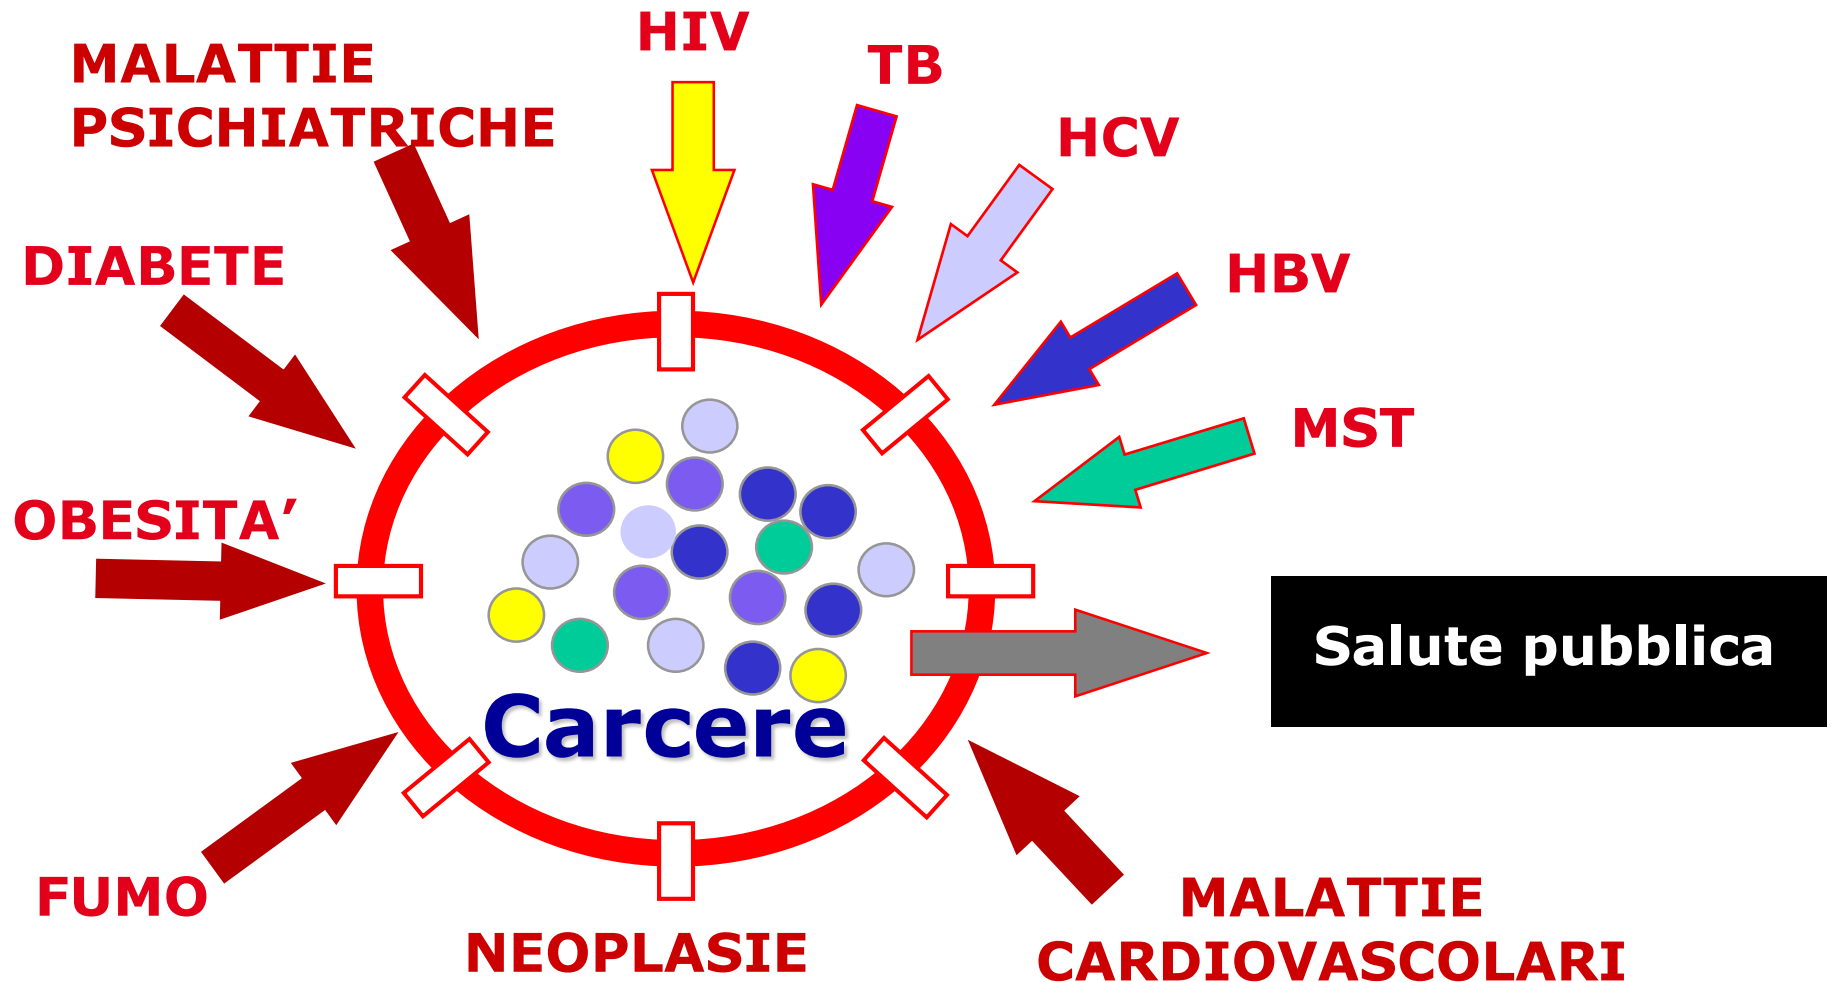 HIV
TB
MALATTIE
PSICHIATRICHE
HCV
DIABETE
HBV
MST
OBESITA’
Salute pubblica
Carcere
FUMO
MALATTIE
CARDIOVASCOLARI
NEOPLASIE